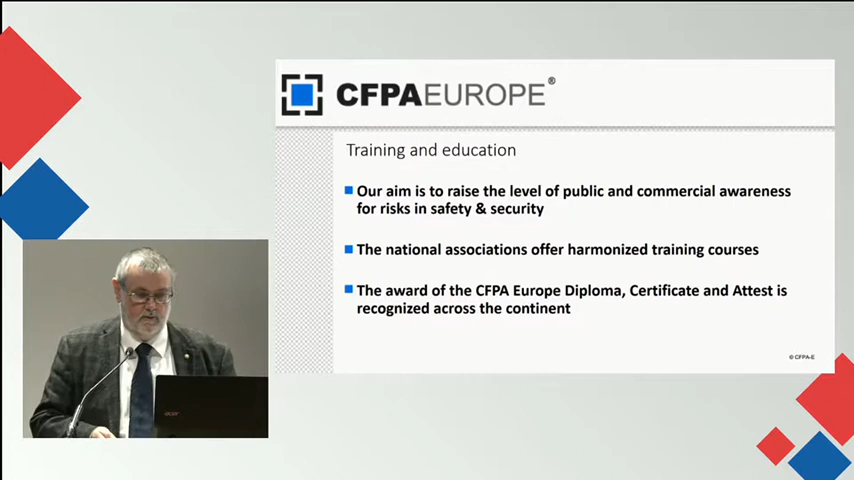 CFPAEUROPE®
Training and education
Our aim is to raise the level of public and commercial awareness
for risks in safety & security
The national associations offer harmonized training courses
The award of the CFPA Europe Diploma, Certificate and Attest is
recognized across the continent
© CFPA-E
acer